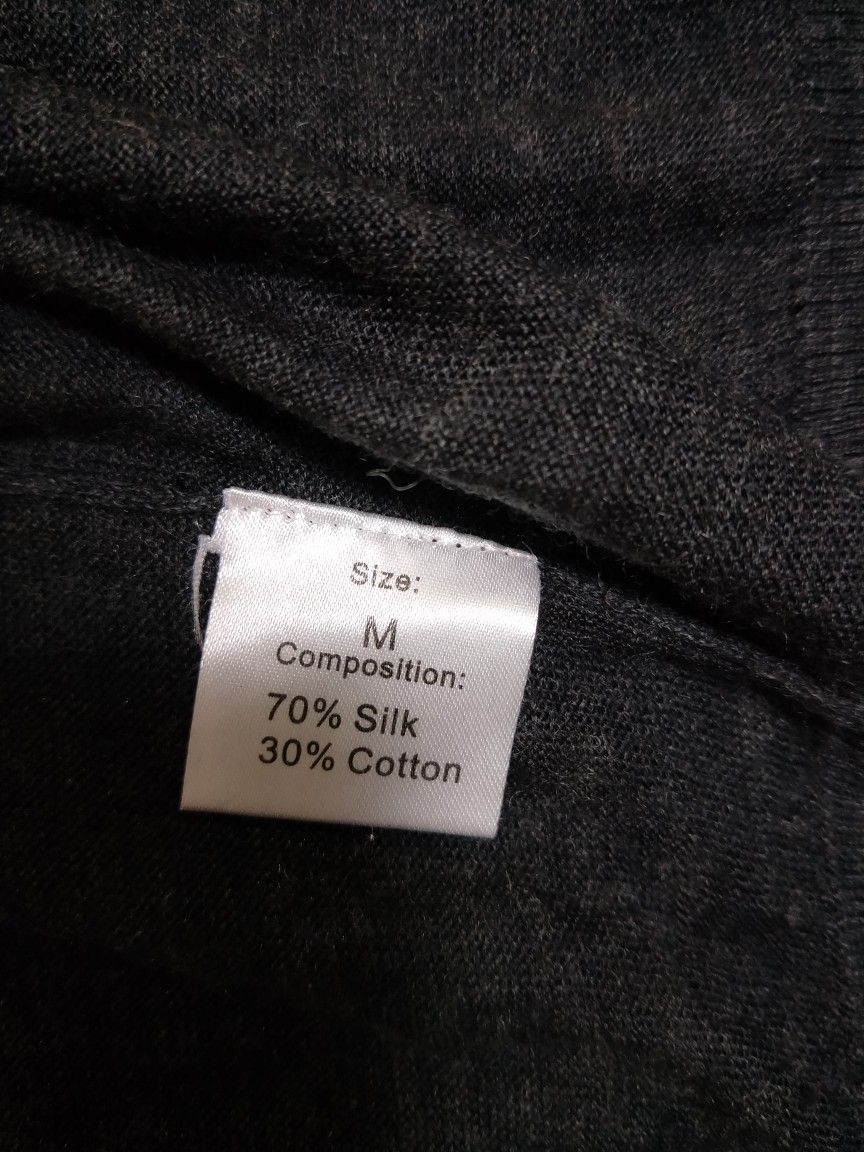 Size:
M
Composition:
70% Silk
30% Cotton